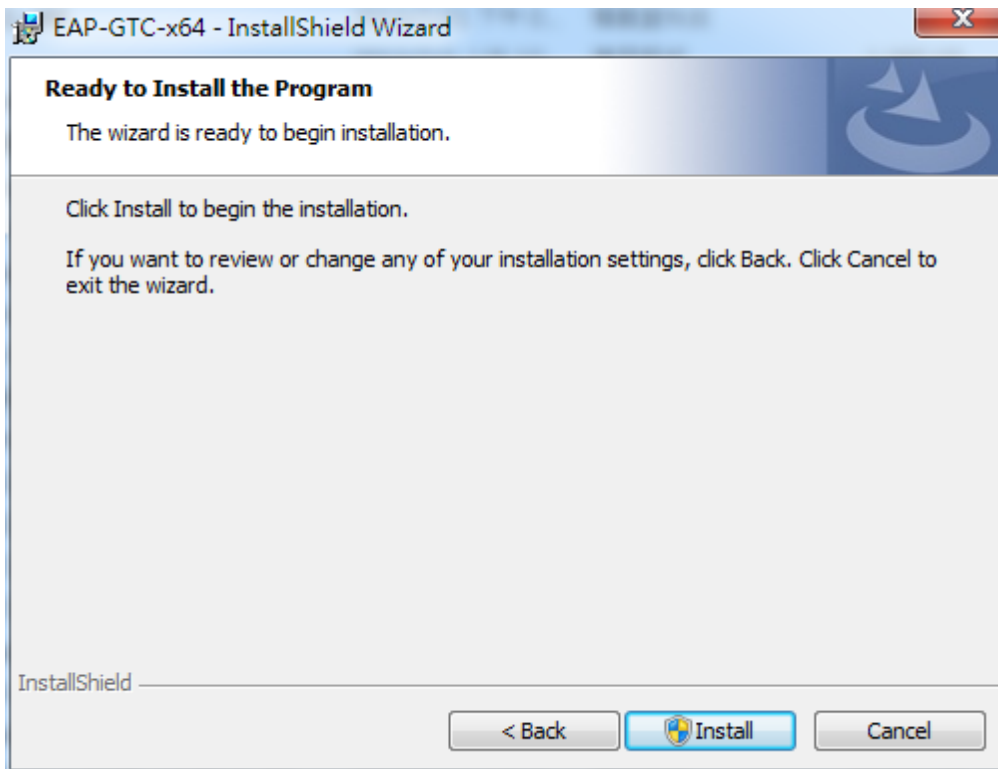 EAP-GTC-x64 - InstallShield Wizard
Ready to Install the Program
The wizard is ready to begin installation.
Click Install to begin the installation.
If you want to review or change any of your installation settings, click Back. Click Cancel to
exit the wizard.
InstallShield
< Back
Install
Cancel